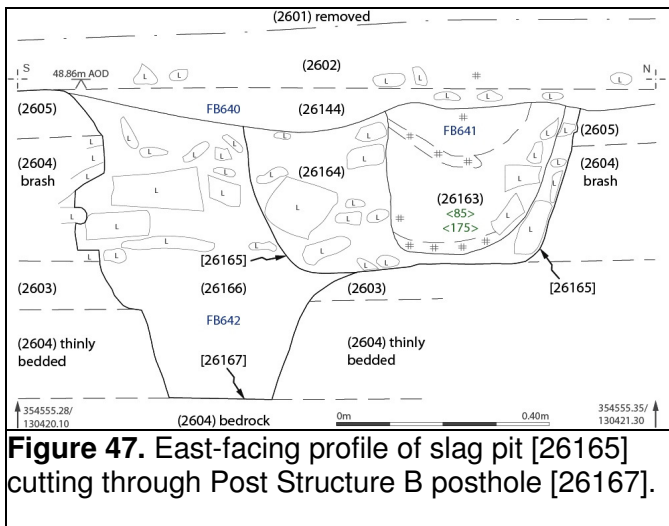 (2601) removed
S
N
48.86m AOD
(2602)
L
L
L
L
L
(2605)
FB640
(26144)
L
L
FB641
(2605)
(2604)
brash
(26164)
(2604)
brash
(26163)
<85>
<175>
[26165]
[26165]
(2603)
(26166)
(2603)
FB642
(2604) thinly
bedded
(2604) thinly
bedded
[26167]
354555.28/
130420.10
(2604) bedrock
0m
0.40m
354555.35/
130421.30
Figure 47. East-facing profile of slag pit [26165]
cutting through Post Structure B posthole [26167].